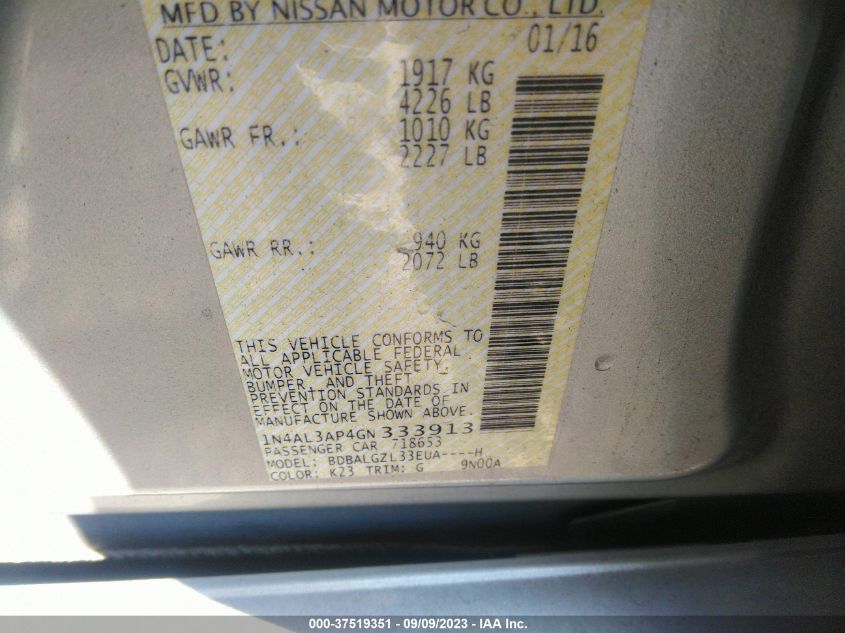 MFD BY NISSAN MOTOR CO., LTD.
DATE: 01/16
GVWR: 1917 KG
4226 LB
GAWR FR.: 1010 KG
2227 LB
GAWR RR.: 940 KG
2072 LB
THIS VEHICLE CONFORMS TO
ALL APPLICABLE FEDERAL
MOTOR VEHICLE SAFETY,
BUMPER, AND THEFT
PREVENTION STANDARDS IN
EFFECT ON THE DATE OF
MANUFACTURE SHOWN ABOVE.
1N4AL3AP4GN333913
PASSENGER CAR 718653
MODEL: BDBALGZL33EUA----H
COLOR: K23 TRIM: G 9N00A
000-37519351 - 09/09/2023 - IAA Inc.